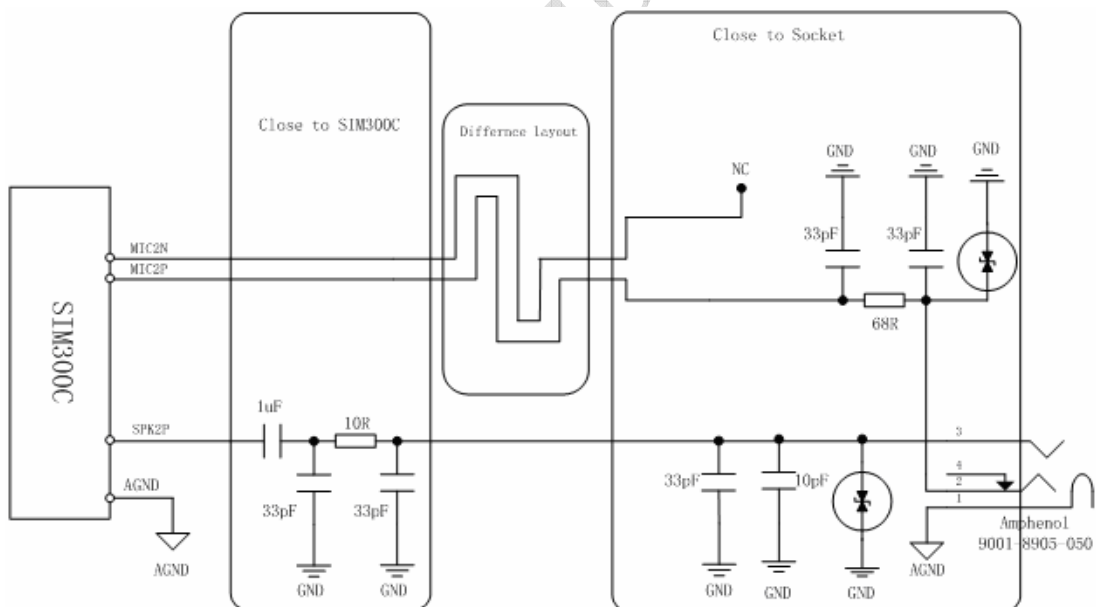 Close to Socket
Close to SIM300C
Differnce layout
GND
GND
GND
NC
33pF
33pF
MIC2N
MIC2P
68R
SIM300C
1uF
10R
SPK2P
3
4
2
1
AGND
33pF
33pF
33pF
10pF
Amphenol
9001-8905-050
AGND
GND
GND
GND
GND
GND
AGND